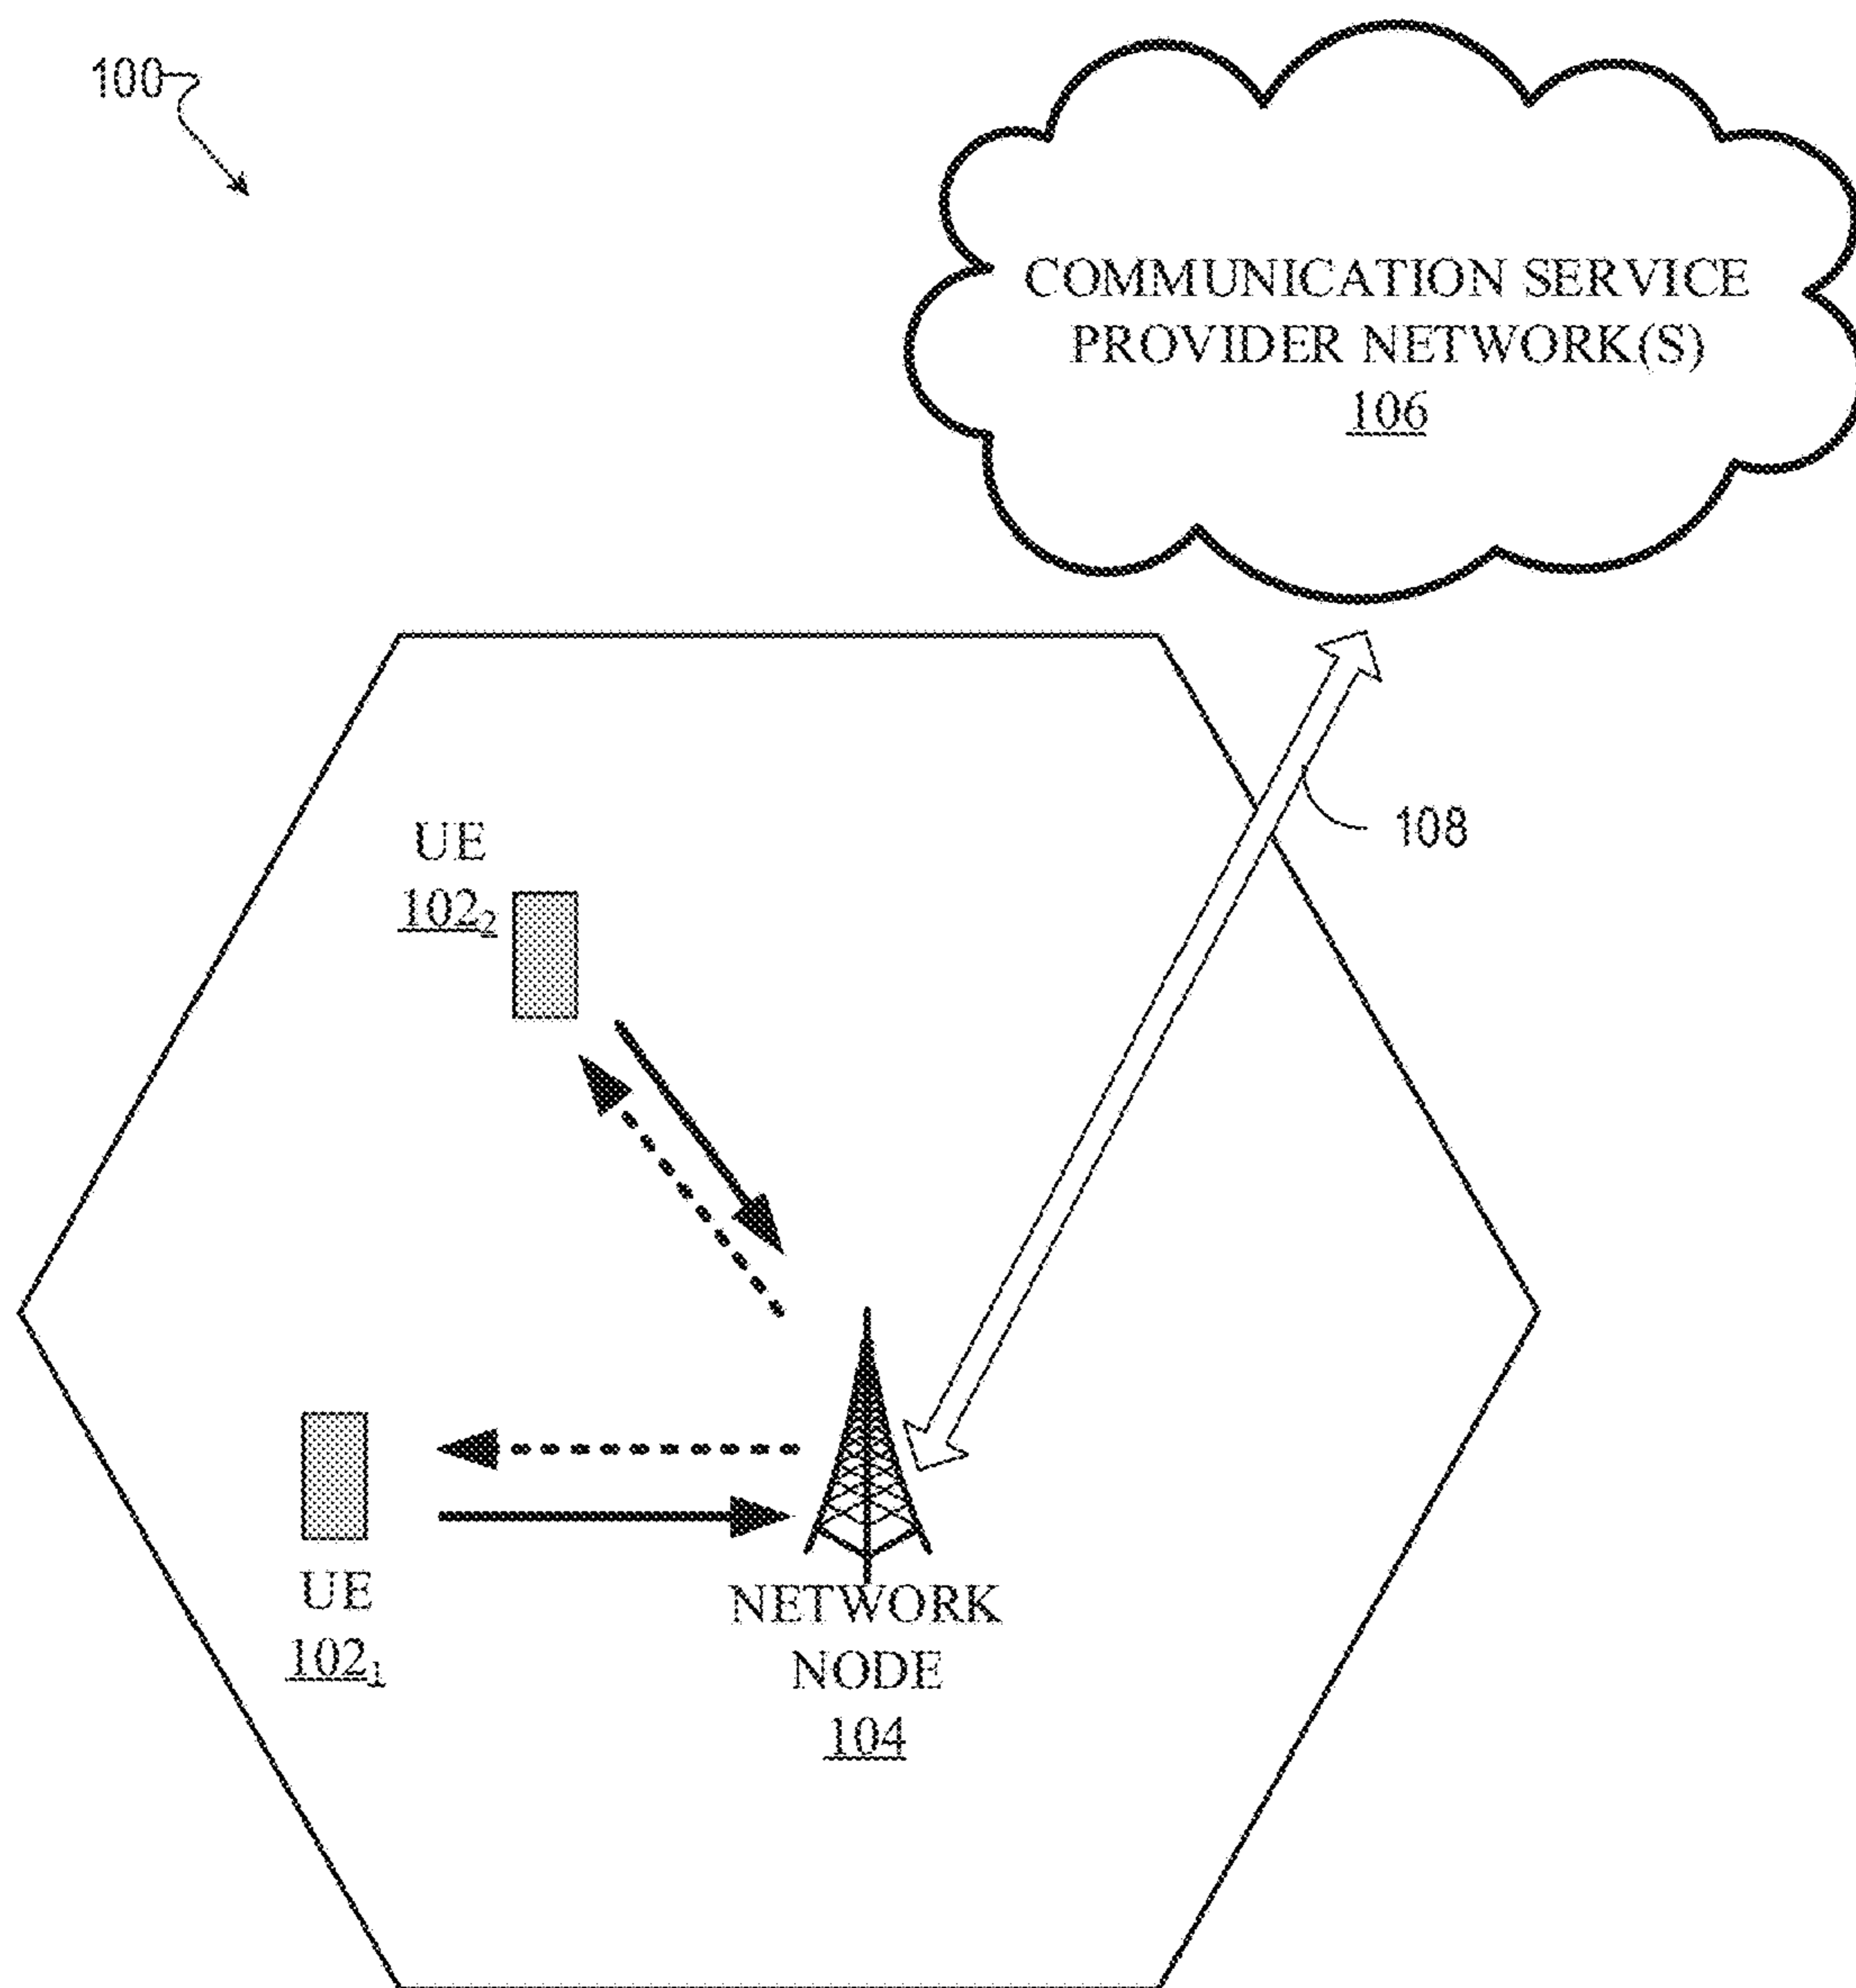 100
COMMUNICATION SERVICE
PROVIDER NETWORK(S)
106
108
UE
102₂
UE
102₁
NETWORK
NODE
104